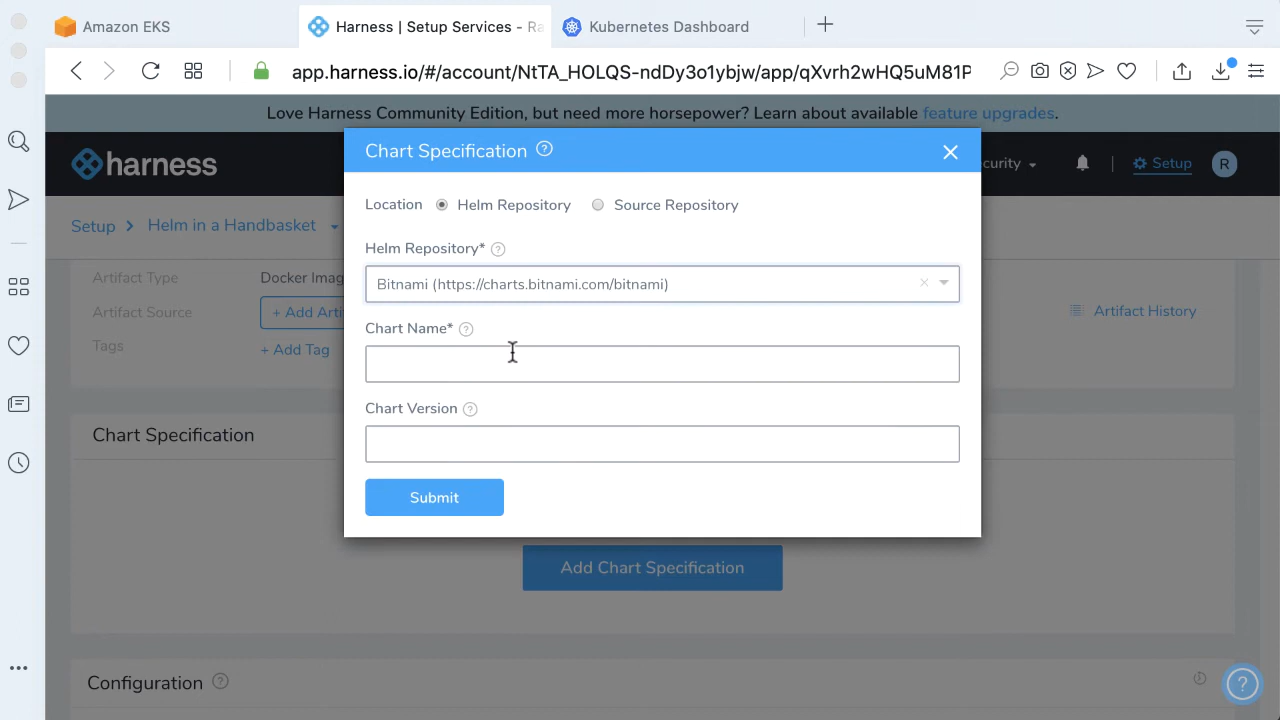 Amazon EKS
Harness | Setup Services - Ra
Kubernetes Dashboard
app.harness.io/#/account/NtTA_HOLQS-ndDy3o1ybjw/app/qXvrh2wHQ5uM81P
Love Harness Community Edition, but need more horsepower? Learn about available feature upgrades.
harness
curity
Setup
R
Chart Specification
Setup > Helm in a Handbasket
Location
Helm Repository
Source Repository
Helm Repository*
Bitnami (https://charts.bitnami.com/bitnami)
Chart Name*
Chart Version
Submit
Artifact Type
Docker Imag
Artifact Source
+ Add Arti
Artifact History
Tags
+ Add Tag
Chart Specification
Add Chart Specification
Configuration